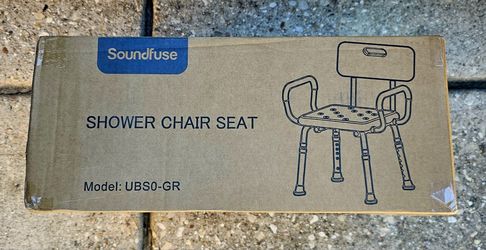 Soundfuse
SHOWER CHAIR SEAT
Model: UBS0-GR